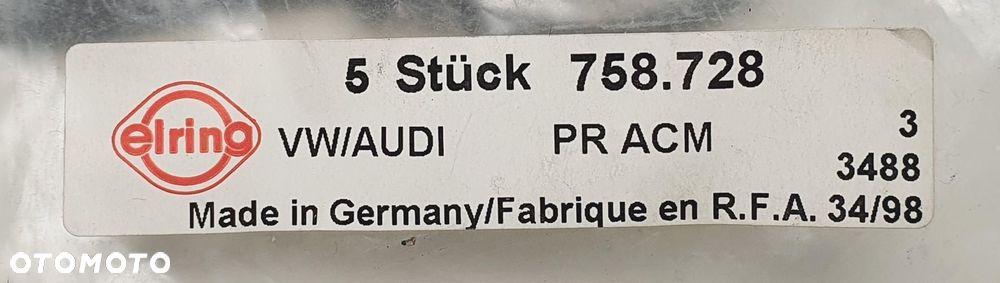 5 Stück 758.728
elring VW/AUDI PR ACM 3
3488
Made in Germany/Fabrique en R.F.A. 34/98
OTOMOTO